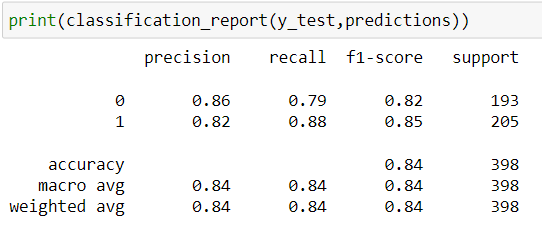 print(classification_report(y_test,predictions))
precision recall f1-score support
0 0.86 0.79 0.82 193
1 0.82 0.88 0.85 205
accuracy 0.84 398
macro avg 0.84 0.84 0.84 398
weighted avg 0.84 0.84 0.84 398